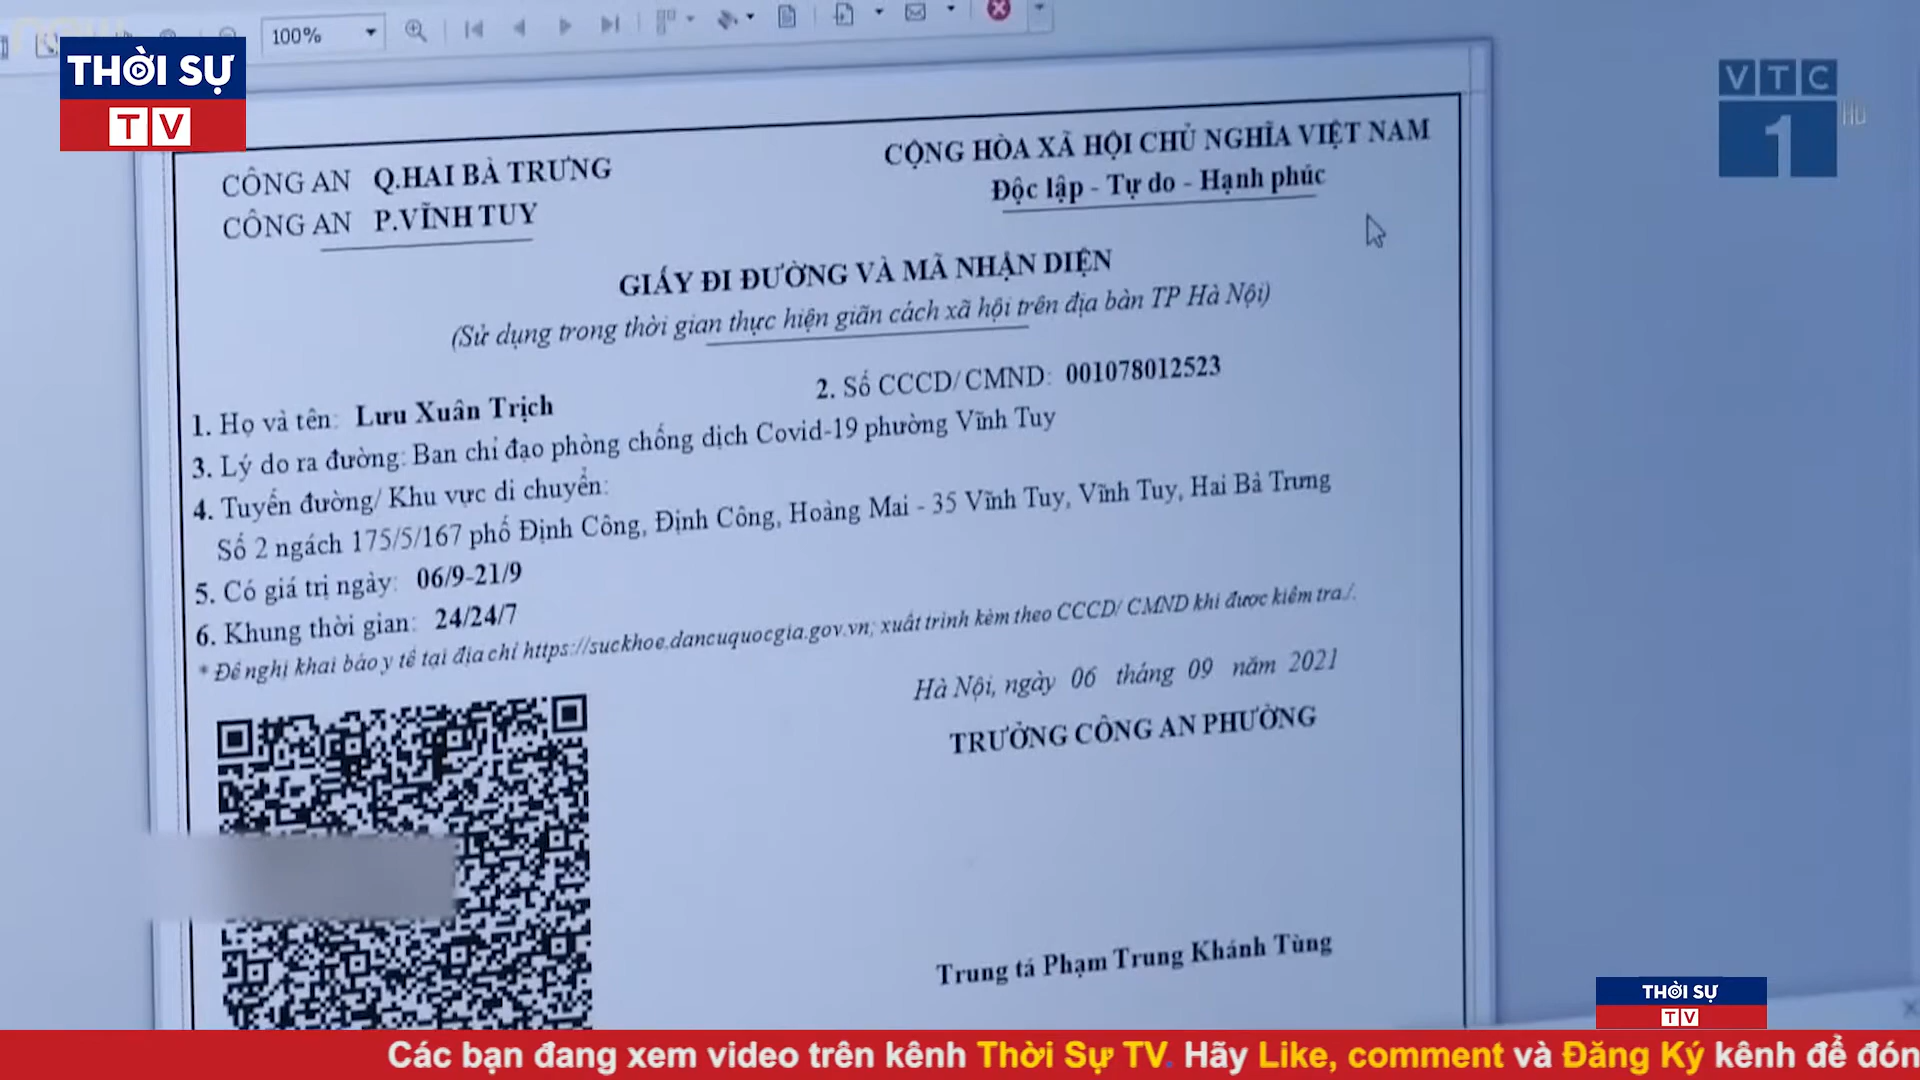 100%
THỜI SỰ
TV
VTC
1
CÔNG AN Q.HAI BÀ TRƯNG
CỘNG HÒA XÃ HỘI CHỦ NGHĨA VIỆT NAM
CÔNG AN P.VĨNH TUY
Độc lập - Tự do - Hạnh phúc
GIẤY ĐI ĐƯỜNG VÀ MÃ NHẬN DIỆN
(Sử dụng trong thời gian thực hiện giãn cách xã hội trên địa bàn TP Hà Nội)
1. Họ và tên: Lưu Xuân Trịch
2. Số CCCD/ CMND: 001078012523
3. Lý do ra đường: Ban chỉ đạo phòng chống dịch Covid-19 phường Vĩnh Tuy
4. Tuyến đường/ Khu vực di chuyển:
Số 2 ngách 175/5/167 phố Định Công, Định Công, Hoàng Mai - 35 Vĩnh Tuy, Vĩnh Tuy, Hai Bà Trưng
5. Có giá trị ngày: 06/9-21/9
6. Khung thời gian: 24/24/7
* Đề nghị khai báo y tế tại địa chỉ https://suckhoe.dancuquocgia.gov.vn; xuất trình kèm theo CCCD/ CMND khi được kiểm tra./.
Hà Nội, ngày 06 tháng 09 năm 2021
TRƯỞNG CÔNG AN PHƯỜNG
Trung tá Phạm Trung Khánh Tùng
THỜI SỰ
TV
Các bạn đang xem video trên kênh Thời Sự TV. Hãy Like, comment và Đăng Ký kênh để đón